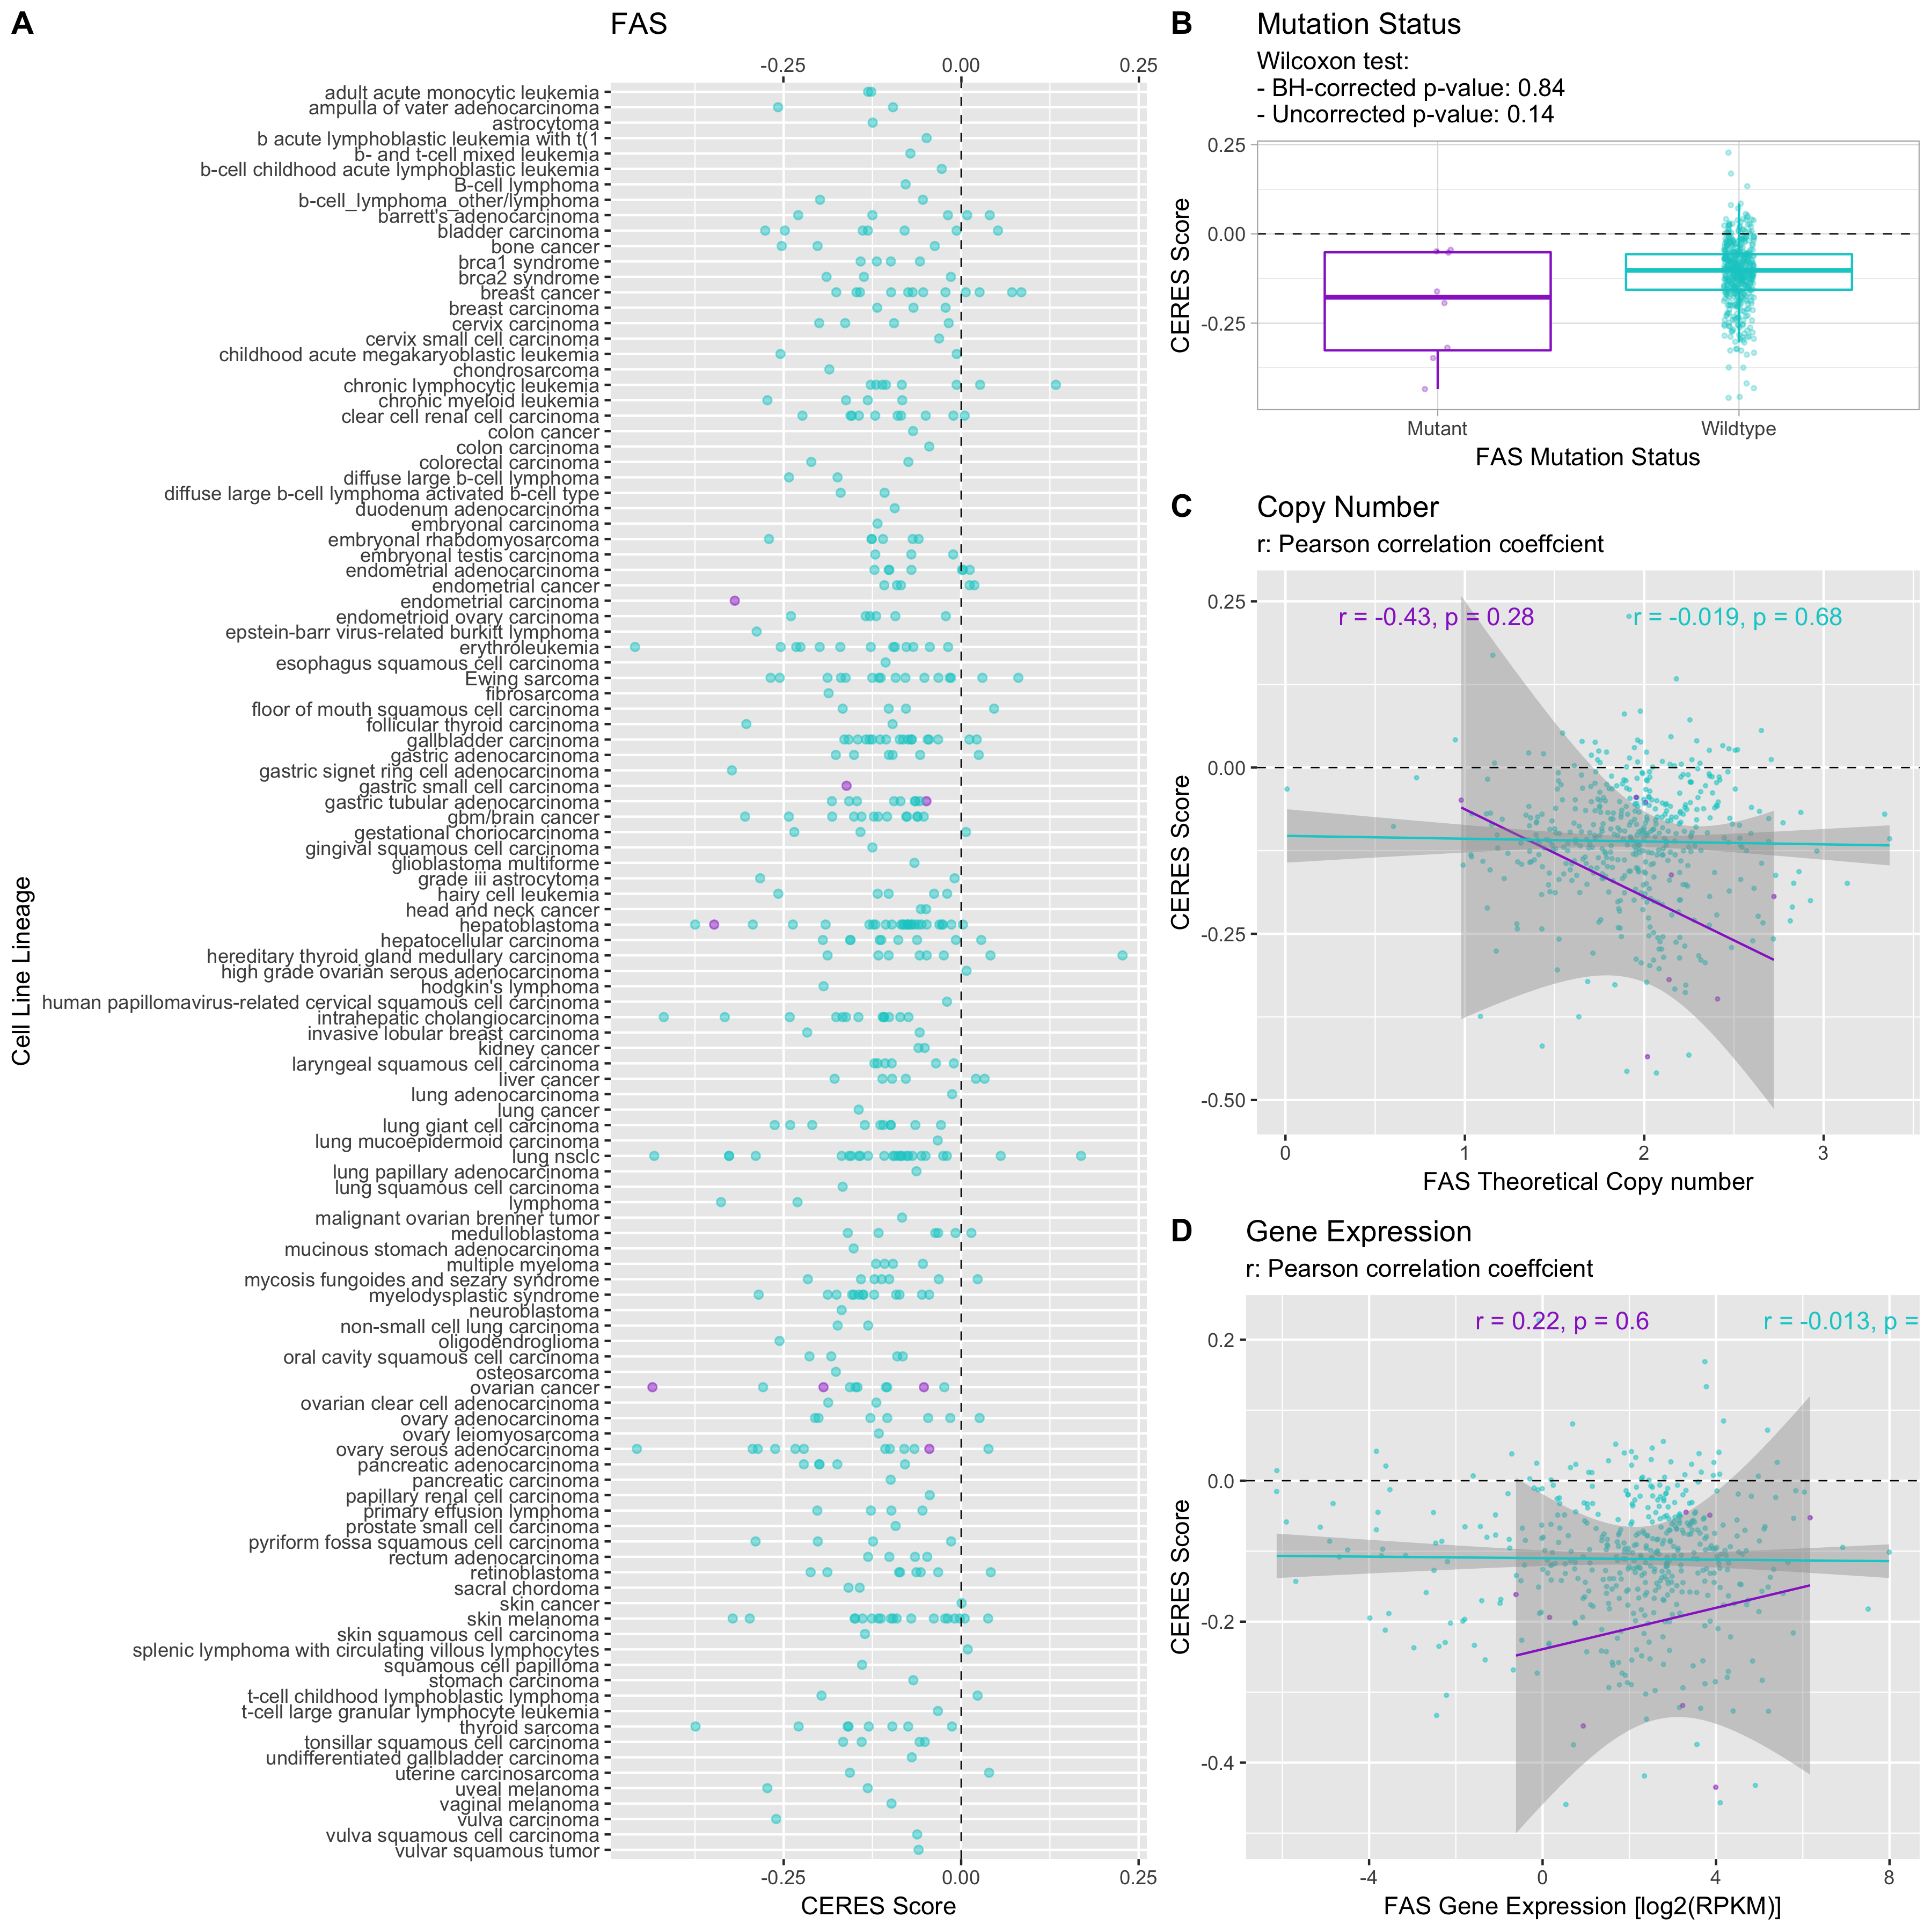 A
FAS
-0.25
0.00
0.25
adult acute monocytic leukemia
ampulla of vater adenocarcinoma
astrocytoma
b acute lymphoblastic leukemia with t(1
b- and t-cell mixed leukemia
b-cell childhood acute lymphoblastic leukemia
B-cell lymphoma
b-cell_lymphoma_other/lymphoma
barrett's adenocarcinoma
bladder carcinoma
bone cancer
brca1 syndrome
brca2 syndrome
breast cancer
breast carcinoma
cervix carcinoma
cervix small cell carcinoma
childhood acute megakaryoblastic leukemia
chondrosarcoma
chronic lymphocytic leukemia
chronic myeloid leukemia
clear cell renal cell carcinoma
colon cancer
colon carcinoma
colorectal carcinoma
diffuse large b-cell lymphoma
diffuse large b-cell lymphoma activated b-cell type
duodenum adenocarcinoma
embryonal carcinoma
embryonal rhabdomyosarcoma
embryonal testis carcinoma
endometrial adenocarcinoma
endometrial cancer
endometrial carcinoma
endometrioid ovary carcinoma
epstein-barr virus-related burkitt lymphoma
erythroleukemia
esophagus squamous cell carcinoma
Ewing sarcoma
fibrosarcoma
floor of mouth squamous cell carcinoma
follicular thyroid carcinoma
gallbladder carcinoma
gastric adenocarcinoma
gastric signet ring cell adenocarcinoma
gastric small cell carcinoma
gastric tubular adenocarcinoma
gbm/brain cancer
gestational choriocarcinoma
gingival squamous cell carcinoma
glioblastoma multiforme
grade iii astrocytoma
hairy cell leukemia
head and neck cancer
hepatoblastoma
hepatocellular carcinoma
hereditary thyroid gland medullary carcinoma
high grade ovarian serous adenocarcinoma
hodgkin's lymphoma
human papillomavirus-related cervical squamous cell carcinoma
intrahepatic cholangiocarcinoma
invasive lobular breast carcinoma
kidney cancer
laryngeal squamous cell carcinoma
liver cancer
lung adenocarcinoma
lung cancer
lung giant cell carcinoma
lung mucoepidermoid carcinoma
lung nsclc
lung papillary adenocarcinoma
lung squamous cell carcinoma
lymphoma
malignant ovarian brenner tumor
medulloblastoma
mucinous stomach adenocarcinoma
multiple myeloma
mycosis fungoides and sezary syndrome
myelodysplastic syndrome
neuroblastoma
non-small cell lung carcinoma
oligodendroglioma
oral cavity squamous cell carcinoma
osteosarcoma
ovarian cancer
ovarian clear cell adenocarcinoma
ovary adenocarcinoma
ovary leiomyosarcoma
ovary serous adenocarcinoma
pancreatic adenocarcinoma
pancreatic carcinoma
papillary renal cell carcinoma
primary effusion lymphoma
prostate small cell carcinoma
pyriform fossa squamous cell carcinoma
rectum adenocarcinoma
retinoblastoma
sacral chordoma
skin cancer
skin melanoma
skin squamous cell carcinoma
splenic lymphoma with circulating villous lymphocytes
squamous cell papilloma
stomach carcinoma
t-cell childhood lymphoblastic lymphoma
t-cell large granular lymphocyte leukemia
thyroid sarcoma
tonsillar squamous cell carcinoma
undifferentiated gallbladder carcinoma
uterine carcinosarcoma
uveal melanoma
vaginal melanoma
vulva carcinoma
vulva squamous cell carcinoma
vulvar squamous tumor
-0.25
0.00
0.25
CERES Score
Cell Line Lineage
B
Mutation Status
Wilcoxon test:
- BH-corrected p-value: 0.84
- Uncorrected p-value: 0.14
0.25
0.00
-0.25
CERES Score
Mutant
Wildtype
FAS Mutation Status
C
Copy Number
r: Pearson correlation coeffcient
r = -0.43, p = 0.28
r = -0.019, p = 0.68
0.25
0.00
-0.25
-0.50
CERES Score
0
1
2
3
FAS Theoretical Copy number
D
Gene Expression
r: Pearson correlation coeffcient
r = 0.22, p = 0.6
r = -0.013, p =
0.2
0.0
-0.2
-0.4
CERES Score
-4
0
4
8
FAS Gene Expression [log2(RPKM)]